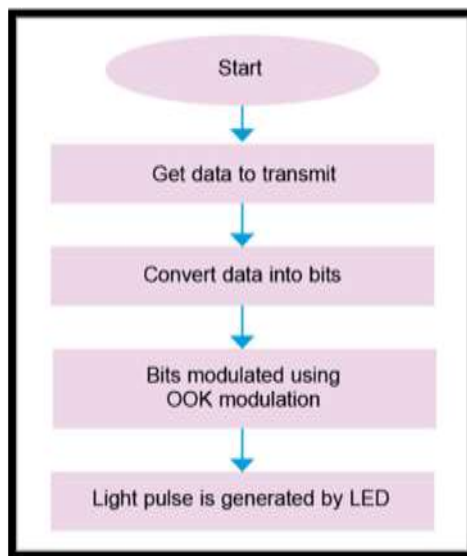 Start
Get data to transmit
Convert data into bits
Bits modulated using
OOK modulation
Light pulse is generated by LED